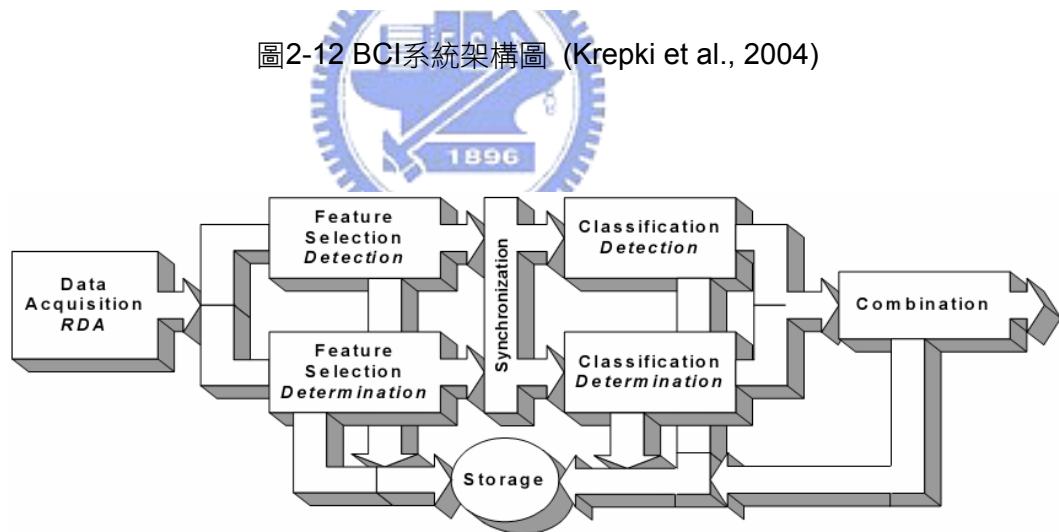 圖2-12 BCI系統架構圖 (Krepki et al., 2004)
1896
Data
Acquisition
RDA
Feature
Selection
Detection
Feature
Selection
Determination
Synchronization
Classification
Detection
Classification
Determination
Combination
Storage